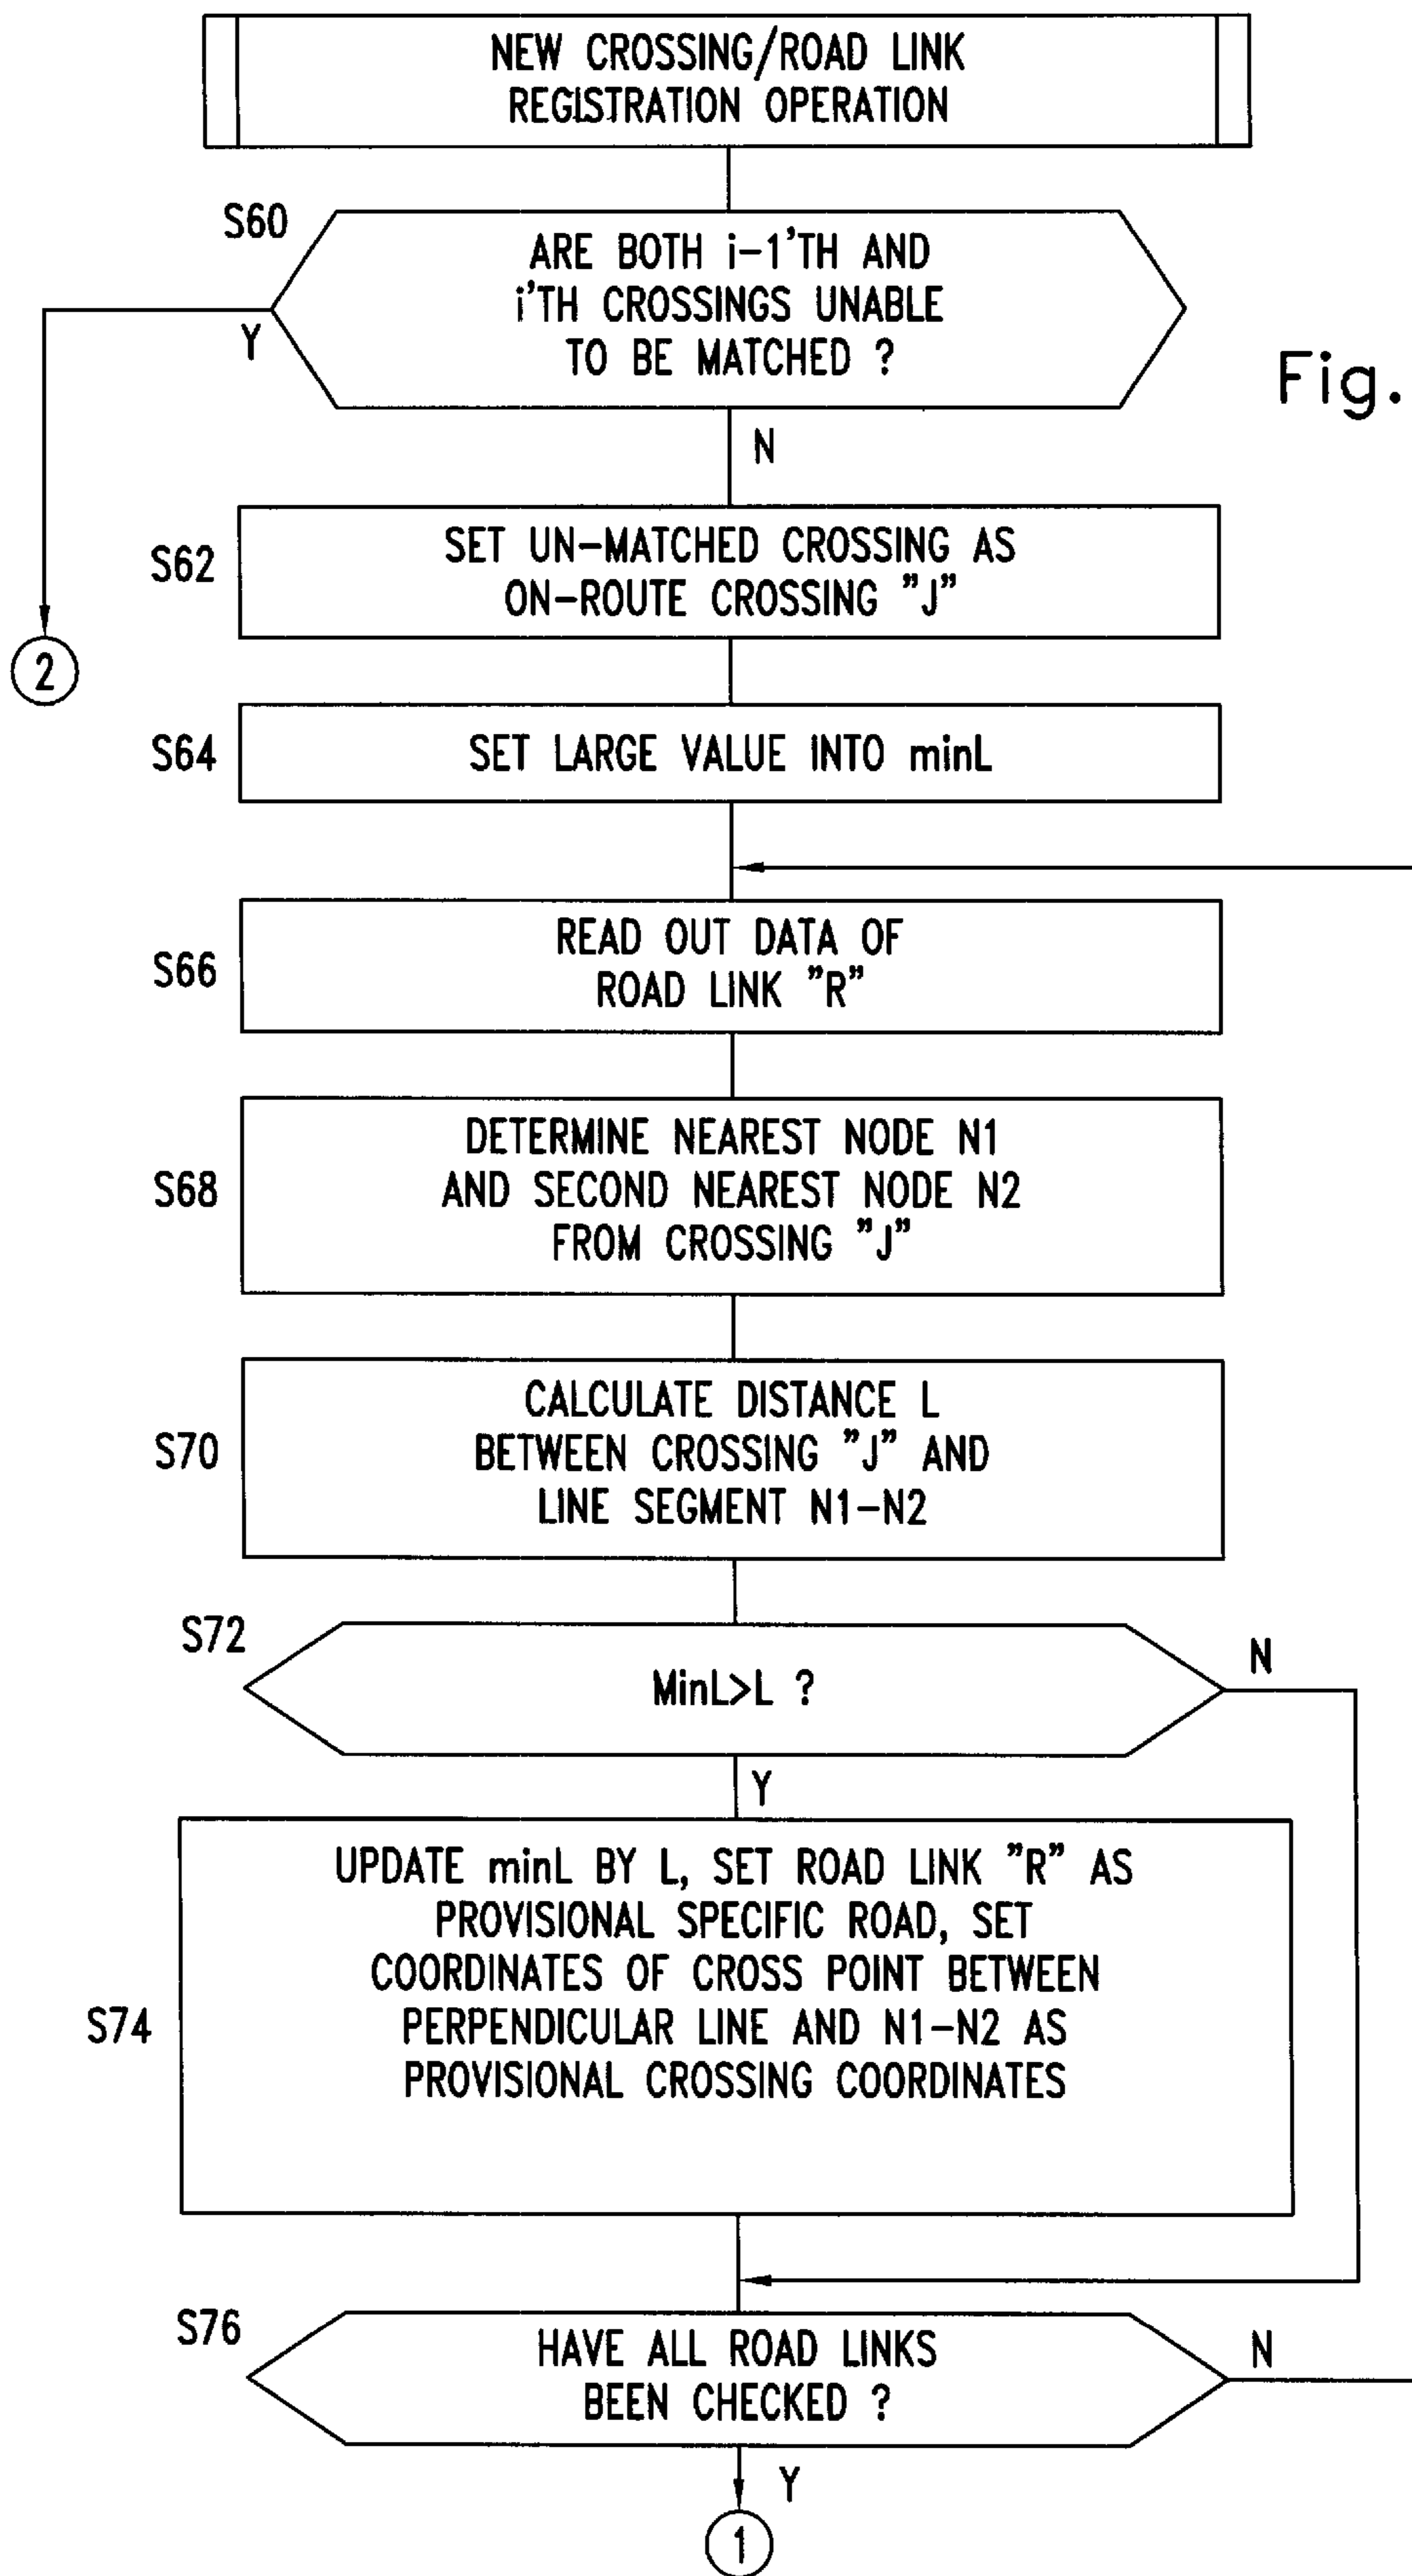 NEW CROSSING/ROAD LINK
REGISTRATION OPERATION
S60
ARE BOTH i-1'TH AND
i'TH CROSSINGS UNABLE
TO BE MATCHED ?
Y
Fig.
N
S62
SET UN-MATCHED CROSSING AS
ON-ROUTE CROSSING "J"
2
S64
SET LARGE VALUE INTO minL
S66
READ OUT DATA OF
ROAD LINK "R"
S68
DETERMINE NEAREST NODE N1
AND SECOND NEAREST NODE N2
FROM CROSSING "J"
S70
CALCULATE DISTANCE L
BETWEEN CROSSING "J" AND
LINE SEGMENT N1-N2
S72
MinL>L ?
N
Y
S74
UPDATE minL BY L, SET ROAD LINK "R" AS
PROVISIONAL SPECIFIC ROAD, SET
COORDINATES OF CROSS POINT BETWEEN
PERPENDICULAR LINE AND N1-N2 AS
PROVISIONAL CROSSING COORDINATES
S76
HAVE ALL ROAD LINKS
BEEN CHECKED ?
N
Y
1